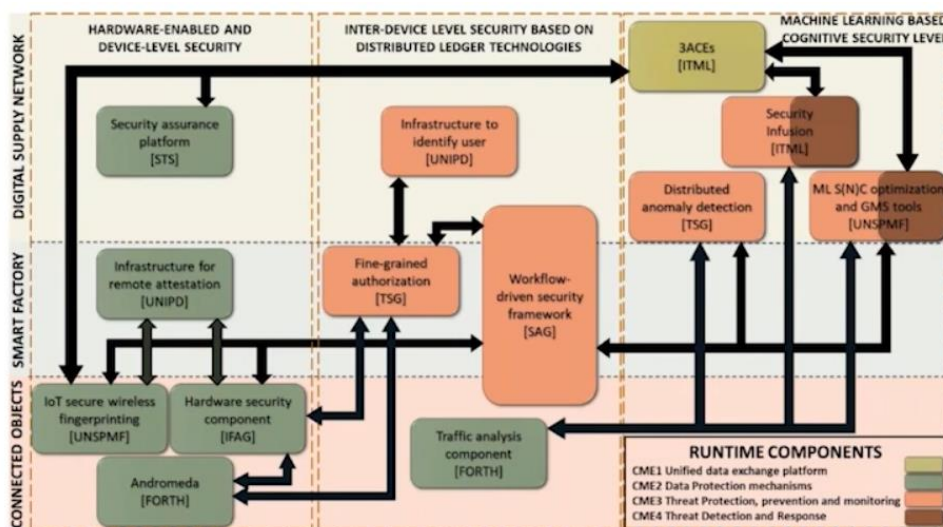 HARDWARE-ENABLED AND
DEVICE-LEVEL SECURITY
INTER-DEVICE LEVEL SECURITY BASED ON
DISTRIBUTED LEDGER TECHNOLOGIES
MACHINE LEARNING BASED
COGNITIVE SECURITY LEVEL
DIGITAL SUPPLY NETWORK
SMART FACTORY
CONNECTED OBJECTS
3ACEs
[ITML]
Security assurance
platform
[STS]
Infrastructure to
identify user
[UNIPD]
Security
Infusion
[ITML]
Distributed
anomaly detection
[TSG]
ML S(N)C optimization
and GMS tools
[UNSPMF]
Infrastructure for
remote attestation
[UNIPD]
Fine-grained
authorization
[TSG]
Workflow-
driven security
framework
[SAG]
IoT secure wireless
fingerprinting
[UNSPMF]
Hardware security
component
[IFAG]
Andromeda
[FORTH]
Traffic analysis
component
[FORTH]
RUNTIME COMPONENTS
CME1 Unified data exchange platform
CME2 Data Protection mechanisms
CME3 Threat Protection, prevention and monitoring
CME4 Threat Detection and Response